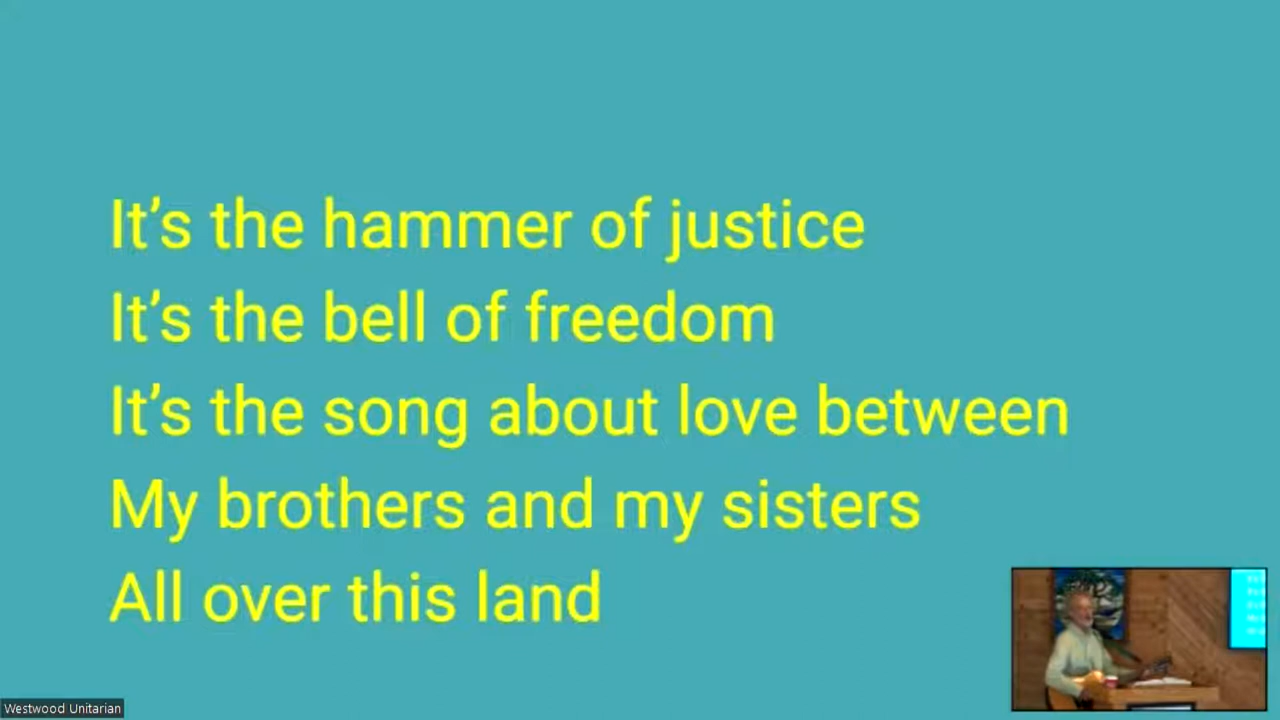 It’s the hammer of justice
It’s the bell of freedom
It’s the song about love between
My brothers and my sisters
All over this land
Westwood Unitarian